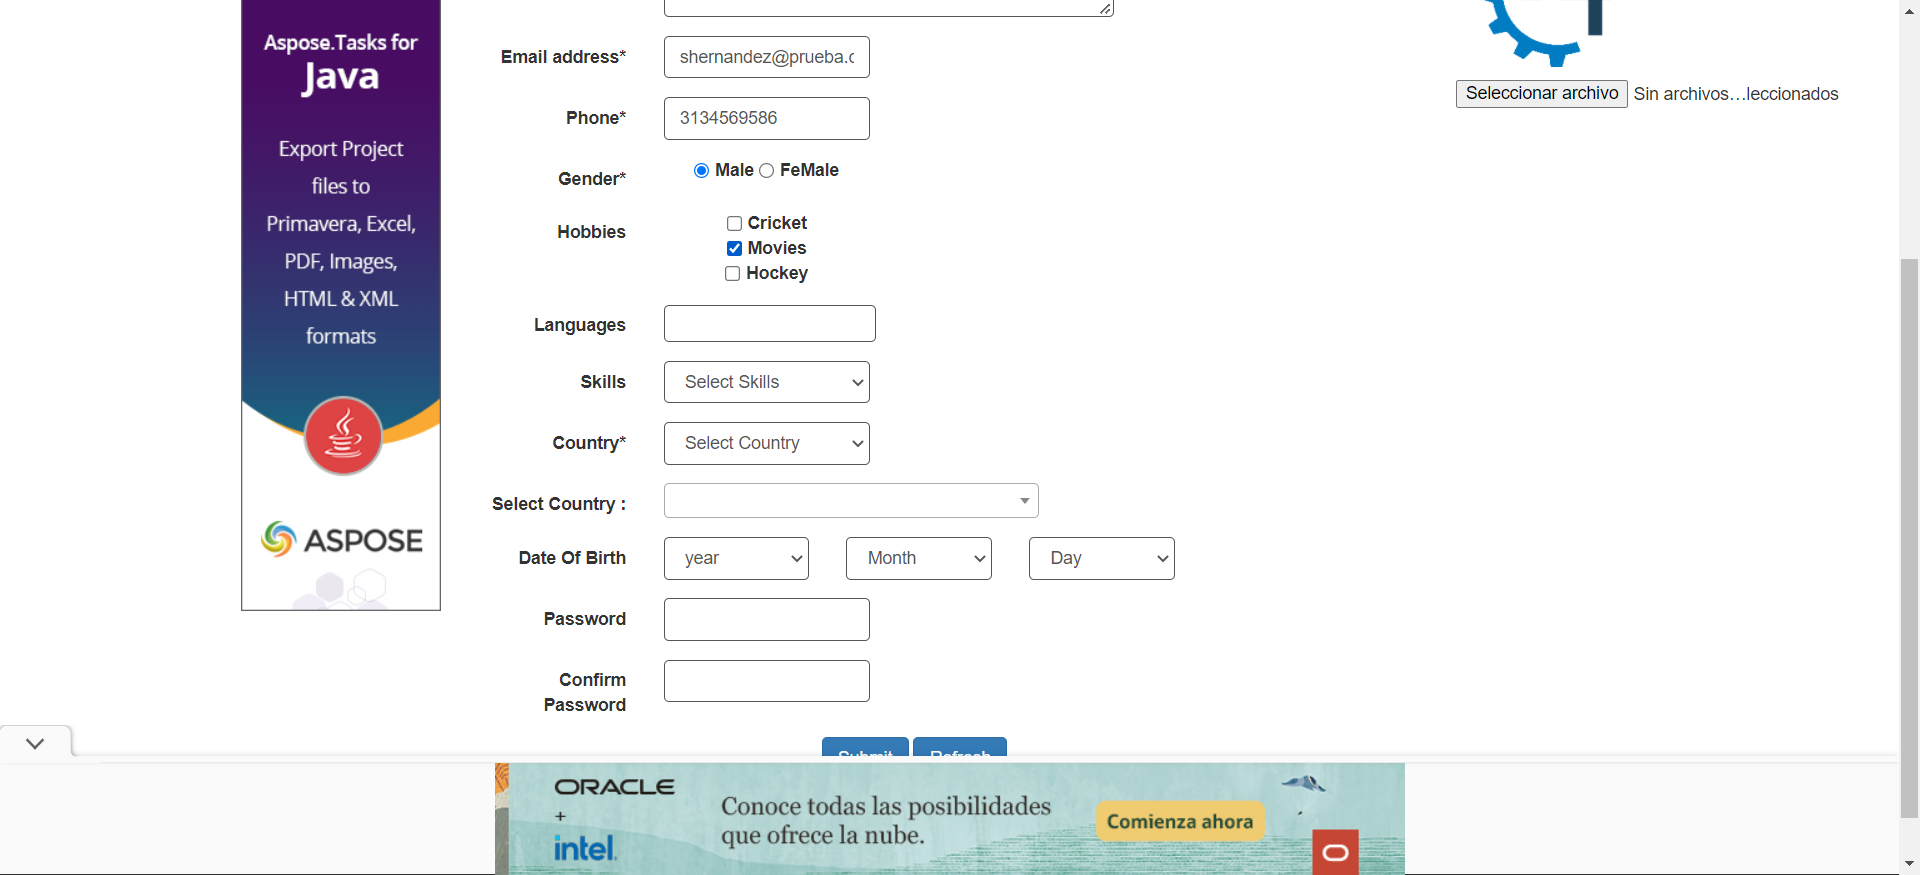 Aspose.Tasks for
Java
Export Project
files to
Primavera, Excel,
PDF, Images,
HTML & XML
formats
ASPOSE
Email address*
shernandez@prueba.c
Phone*
3134569586
Gender*
Male FeMale
Hobbies
Cricket
Movies
Hockey
Languages
Skills
Select Skills
Country*
Select Country
Select Country :
Date Of Birth
year Month Day
Password
Confirm
Password
Submit Refresh
Seleccionar archivo Sin archivos…leccionados
ORACLE
+
intel.
Conoce todas las posibilidades
que ofrece la nube.
Comienza ahora